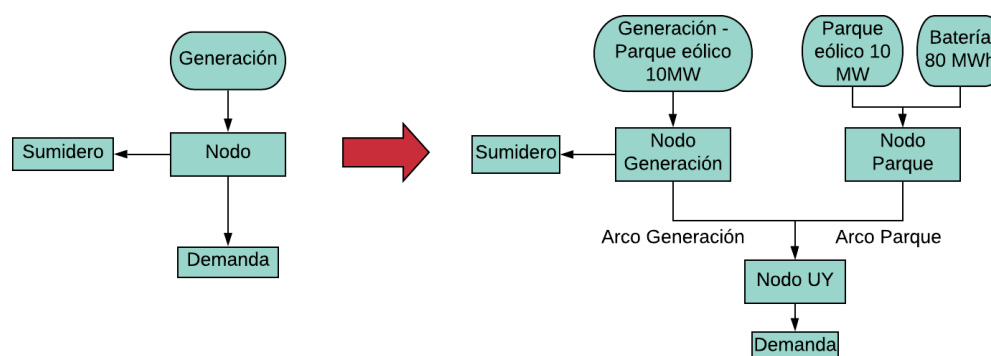 Generación
Sumidero
Nodo
Demanda
Generación -
Parque eólico
10MW
Parque
eólico 10
MW
Batería
80 MWh
Sumidero
Nodo
Generación
Nodo
Parque
Arco Generación
Arco Parque
Nodo UY
Demanda